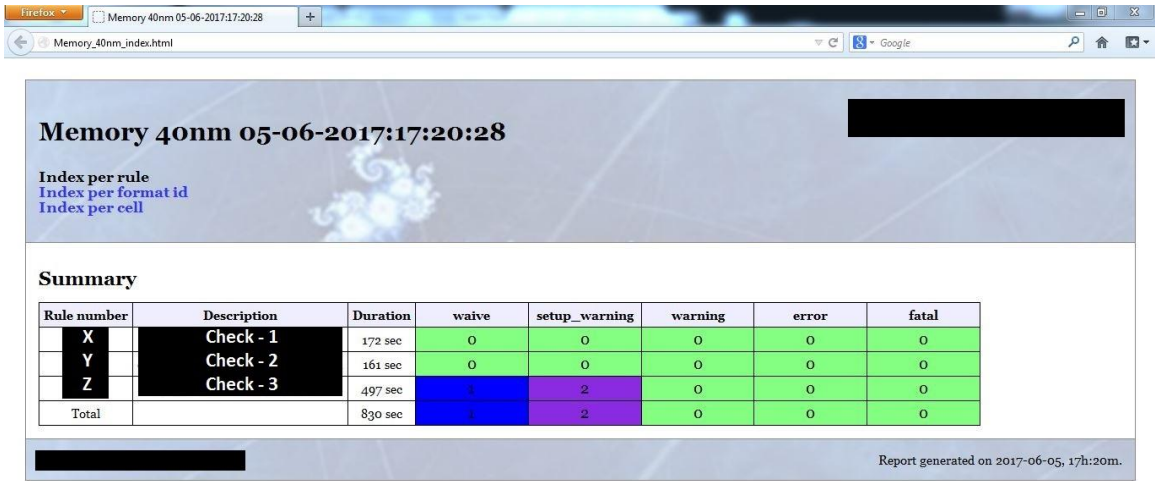 Firefox
Memory 40nm 05-06-2017:17:20:28
Memory_40nm_index.html
Google
Memory 40nm 05-06-2017:17:20:28
Index per rule
Index per format id
Index per cell
Summary
Rule number Description Duration waive setup_warning warning error fatal
X Check - 1 172 sec 0 0 0 0 0
Y Check - 2 161 sec 0 0 0 0 0
Z Check - 3 497 sec 1 2 0 0 0
Total 830 sec 1 2 0 0 0
Report generated on 2017-06-05, 17h:20m.